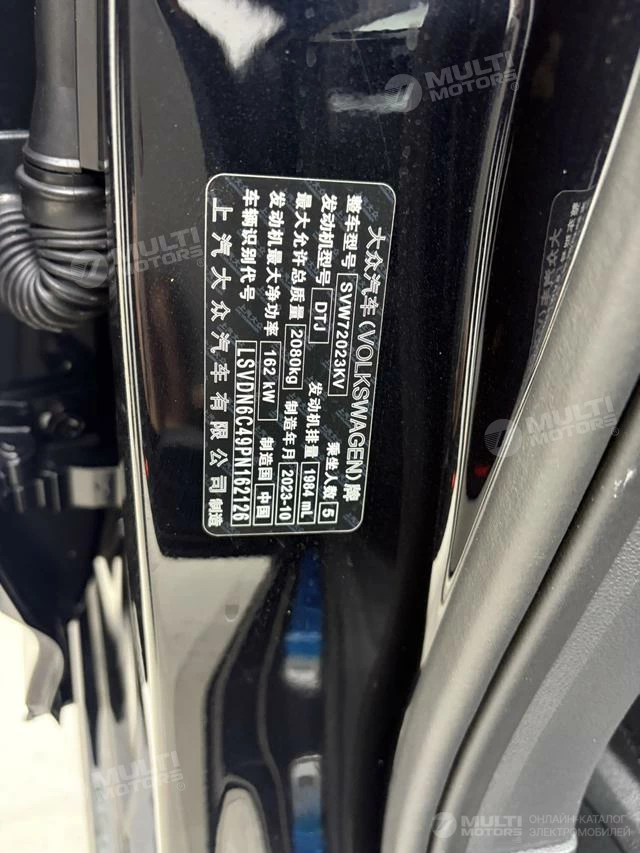 大众汽车(VOLKSWAGEN)牌
整车型号 SVW72023KV 乘坐人数 5
发动机型号 DTJ 发动机排量 1984 mL
最大允许总质量 2080kg 制造年月 2023-10
发动机最大净功率 162 kW 制造国 中国
车辆识别代号 LSVDN6C49PN162126
上汽大众汽车有限公司 制造
MULTI
MOTORS
MULTI
MOTORS
MULTI
MOTORS
MULTI
MOTORS
MULTI
MOTORS
ОНЛАЙН-КАТАЛОГ
ЭЛЕКТРОМОБИЛЕЙ